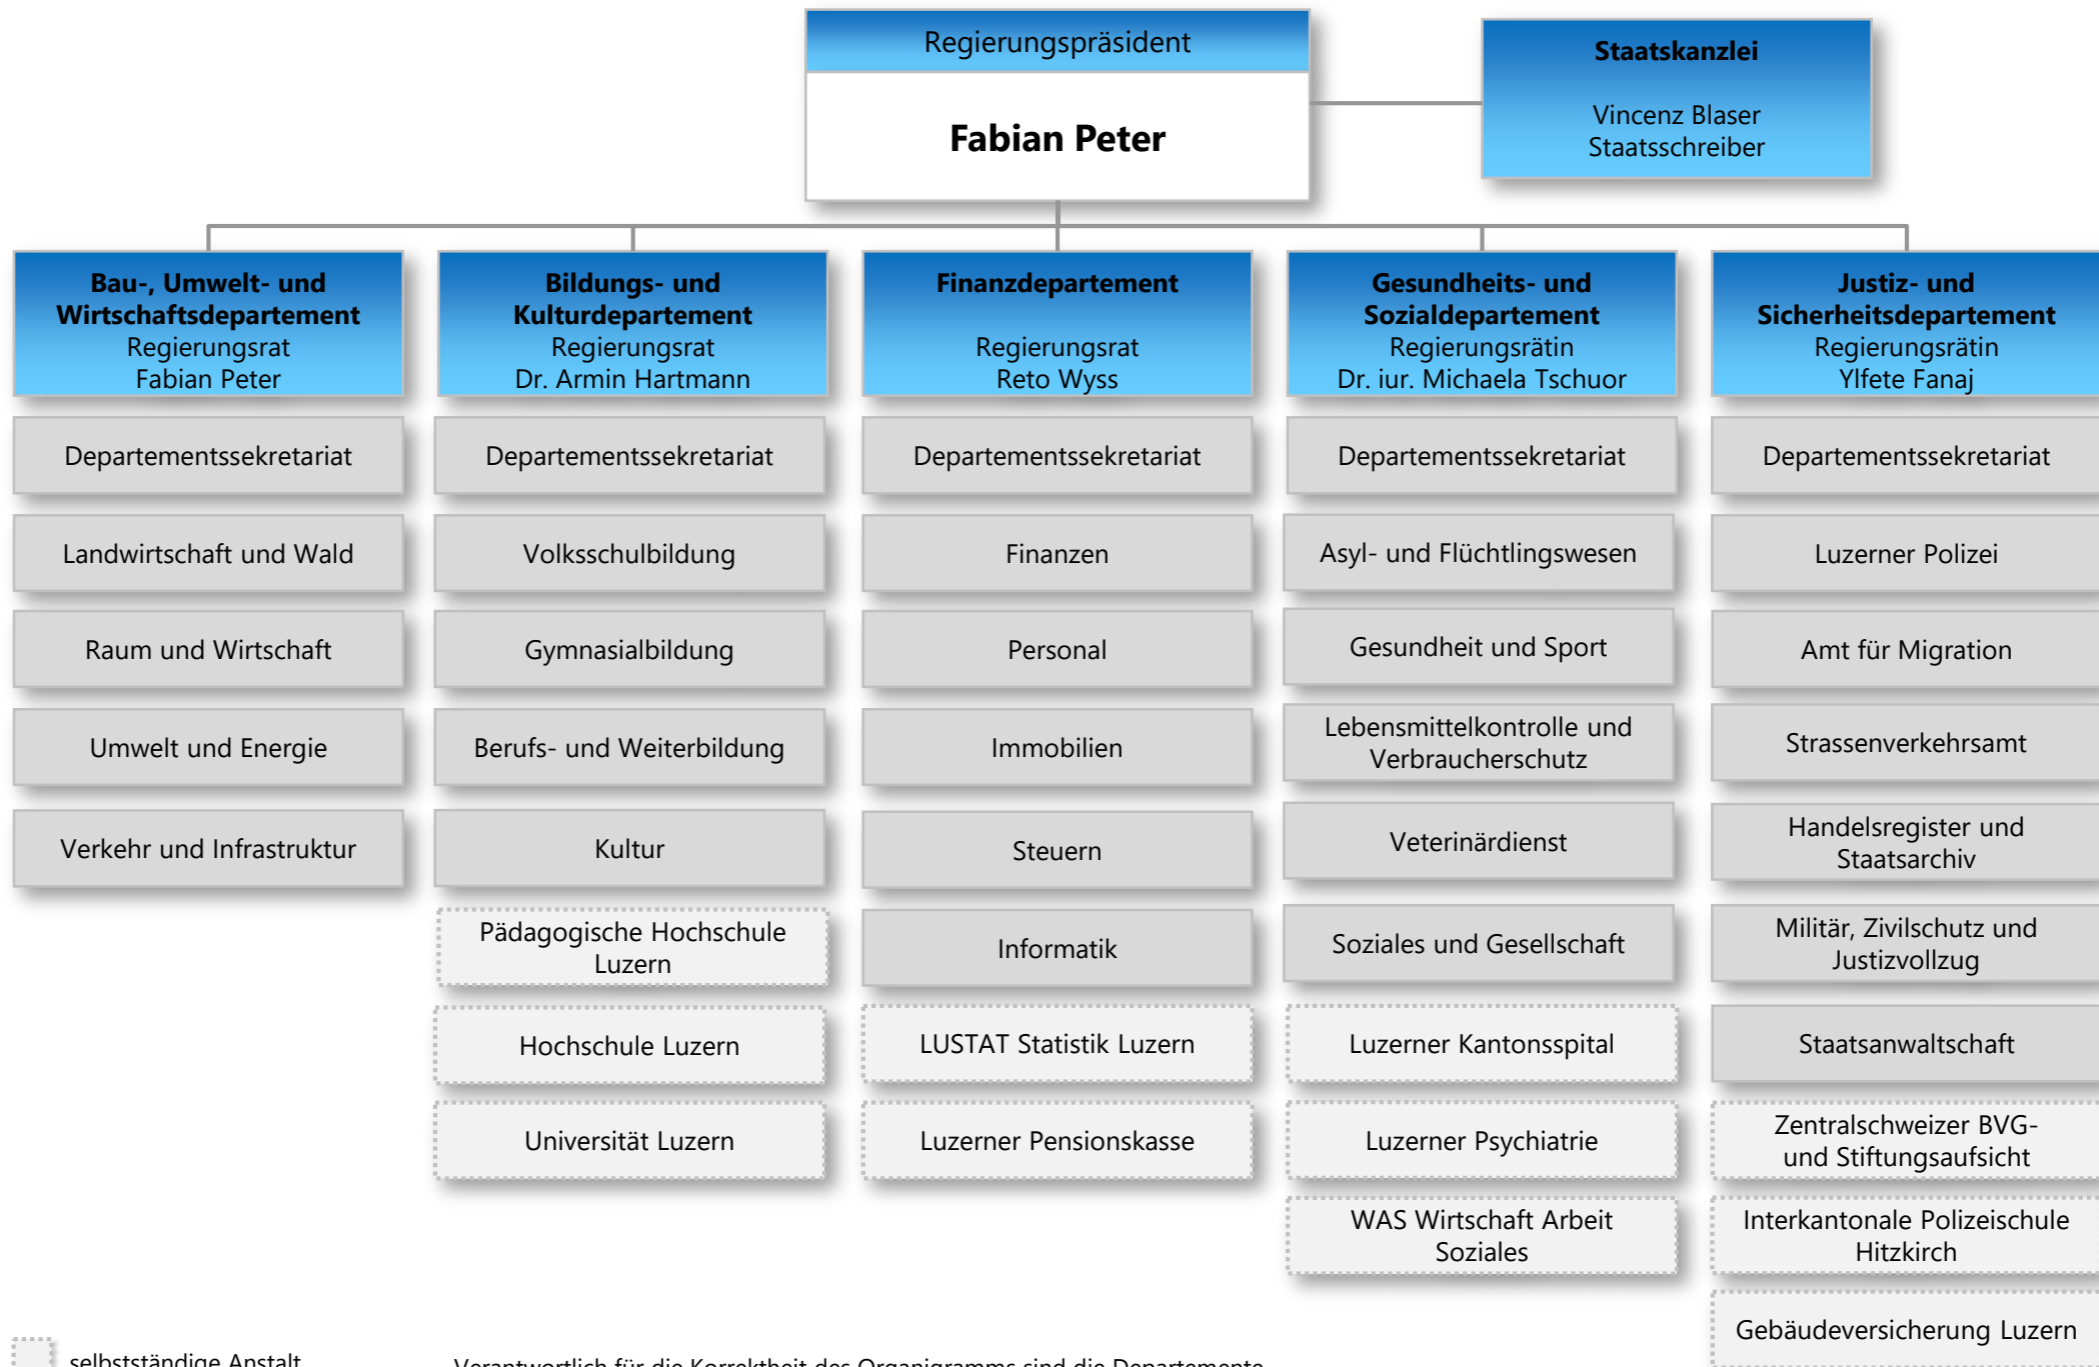 Regierungspräsident
Fabian Peter
Staatskanzlei
Vincenz Blaser
Staatsschreiber
Bau-, Umwelt- und
Wirtschaftsdepartement
Regierungsrat
Fabian Peter
Departementssekretariat
Landwirtschaft und Wald
Raum und Wirtschaft
Umwelt und Energie
Verkehr und Infrastruktur
Bildungs- und
Kulturdepartement
Regierungsrat
Dr. Armin Hartmann
Departementssekretariat
Volksschulbildung
Gymnasialbildung
Berufs- und Weiterbildung
Kultur
Pädagogische Hochschule
Luzern
Hochschule Luzern
Universität Luzern
Finanzdepartement
Regierungsrat
Reto Wyss
Departementssekretariat
Finanzen
Personal
Immobilien
Steuern
Informatik
LUSTAT Statistik Luzern
Luzerner Pensionskasse
Gesundheits- und
Sozialdepartement
Regierungsrätin
Dr. iur. Michaela Tschuor
Departementssekretariat
Asyl- und Flüchtlingswesen
Gesundheit und Sport
Lebensmittelkontrolle und
Verbraucherschutz
Veterinärdienst
Soziales und Gesellschaft
Luzerner Kantonsspital
Luzerner Psychiatrie
WAS Wirtschaft Arbeit
Soziales
Justiz- und
Sicherheitsdepartement
Regierungsrätin
Ylfete Fanaj
Departementssekretariat
Luzerner Polizei
Amt für Migration
Strassenverkehrsamt
Handelsregister und
Staatsarchiv
Militär, Zivilschutz und
Justizvollzug
Staatsanwaltschaft
Zentralschweizer BVG-
und Stiftungsaufsicht
Interkantonale Polizeischule
Hitzkirch
Gebäudeversicherung Luzern
selbstständige Anstalt
Verantwortlich für die Korrektheit des Organigramms sind die Departemente